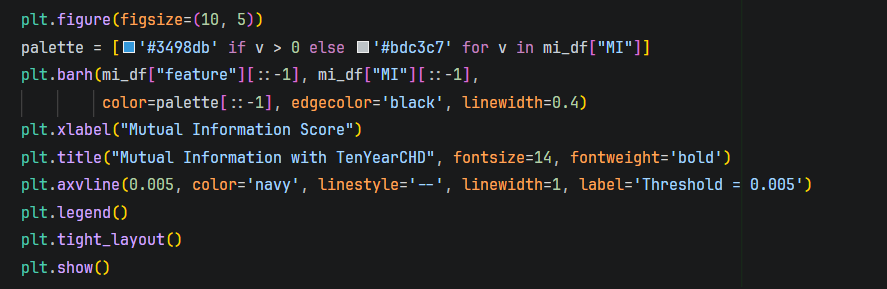 plt.figure(figsize=(10, 5))
palette = ['#3498db' if v > 0 else '#bdc3c7' for v in mi_df["MI"]]
plt.barh(mi_df["feature"][::-1], mi_df["MI"][::-1],
         color=palette[::-1], edgecolor='black', linewidth=0.4)
plt.xlabel("Mutual Information Score")
plt.title("Mutual Information with TenYearCHD", fontsize=14, fontweight='bold')
plt.axvline(0.005, color='navy', linestyle='--', linewidth=1, label='Threshold = 0.005')
plt.legend()
plt.tight_layout()
plt.show()